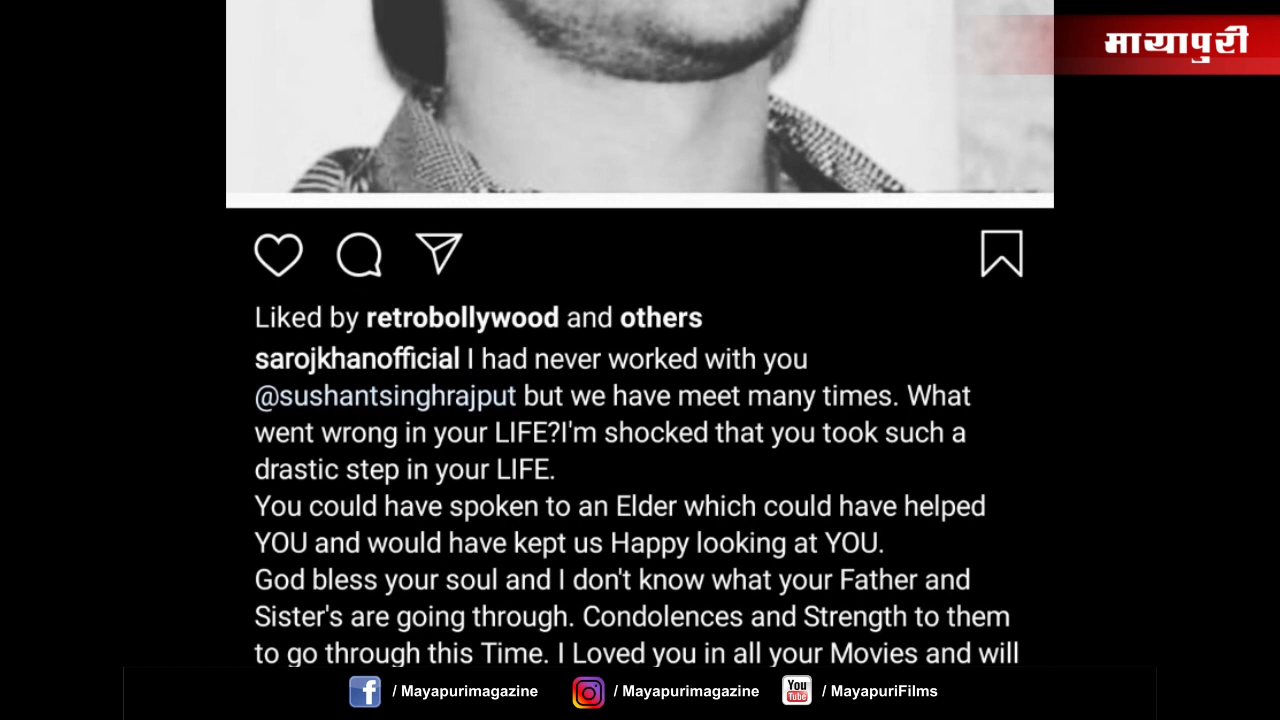 मायापुरी
Liked by retrobollywood and others
sarojkhanofficial I had never worked with you
@sushantsinghrajput but we have meet many times. What
went wrong in your LIFE?I'm shocked that you took such a
drastic step in your LIFE.
You could have spoken to an Elder which could have helped
YOU and would have kept us Happy looking at YOU.
God bless your soul and I don't know what your Father and
Sister's are going through. Condolences and Strength to them
to go through this Time. I Loved you in all your Movies and will
/ Mayapurimagazine / Mayapurimagazine You Tube / MayapuriFilms